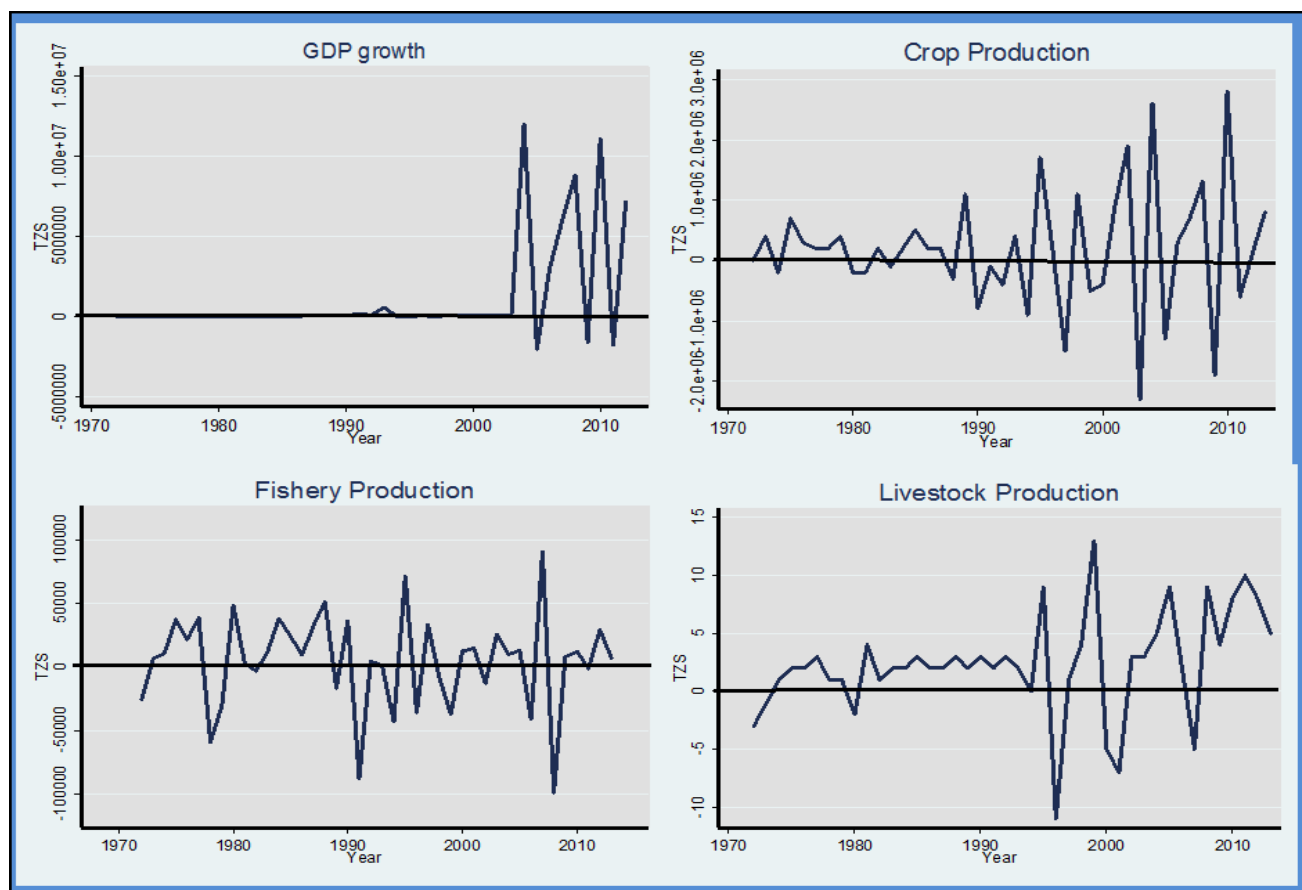 GDP growth
1.50e+07
1.00e+07
5000000
0
-5000000
TZS
1970 1980 1990 2000 2010
Year
Crop Production
3.0e+06
2.0e+06
1.0e+06
0
-1.0e+06
-2.0e+06
TZS
1970 1980 1990 2000 2010
Year
Fishery Production
100000
50000
0
-50000
-100000
TZS
1970 1980 1990 2000 2010
Year
Livestock Production
15
10
5
0
-5
-10
TZS
1970 1980 1990 2000 2010
Year